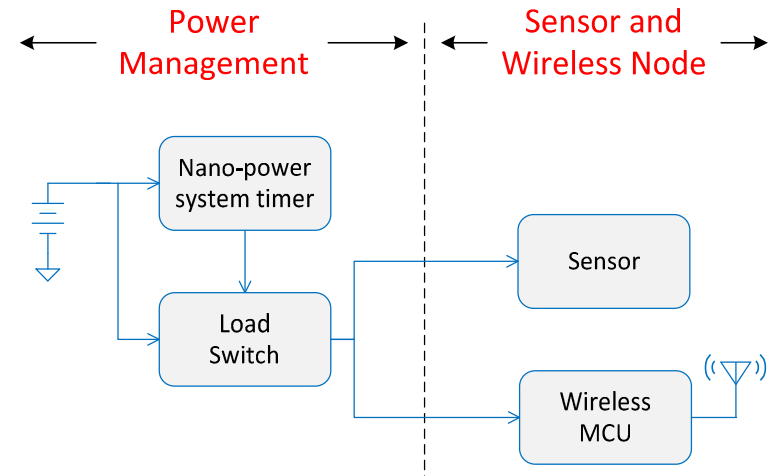 Power
Management
Sensor and
Wireless Node
Nano-power
system timer
Sensor
Load
Switch
Wireless
MCU